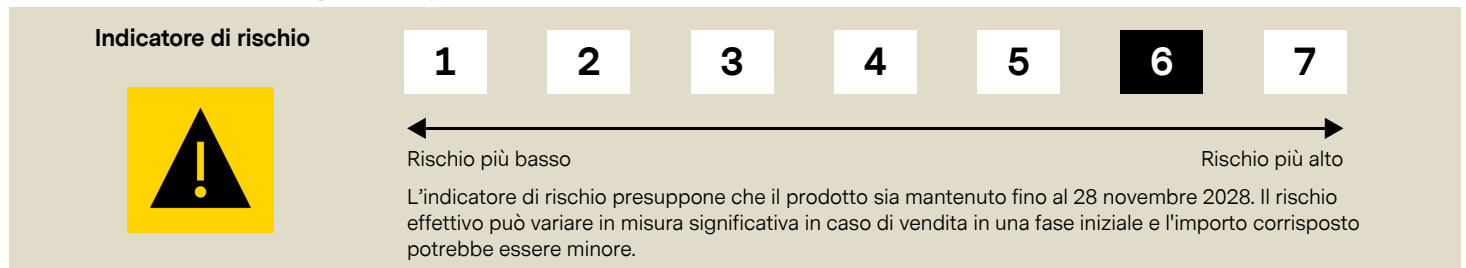 Indicatore di rischio
1 2 3 4 5 6 7
Rischio più basso Rischio più alto
L'indicatore di rischio presuppone che il prodotto sia mantenuto fino al 28 novembre 2028. Il rischio
effettivo può variare in misura significativa in caso di vendita in una fase iniziale e l'importo corrisposto
potrebbe essere minore.